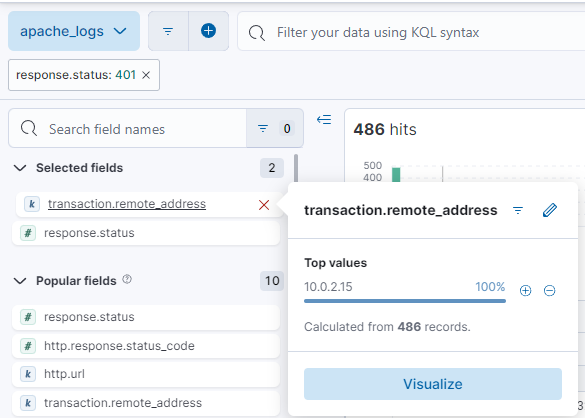 apache_logs
Filter your data using KQL syntax
response.status: 401 ×
Search field names
0
486 hits
500
400
Selected fields
2
k transaction.remote_address
# response.status
Popular fields
10
# response.status
# http.response.status_code
k http.url
k transaction.remote_address
transaction.remote_address
Top values
10.0.2.15 100%
Calculated from 486 records.
Visualize
3